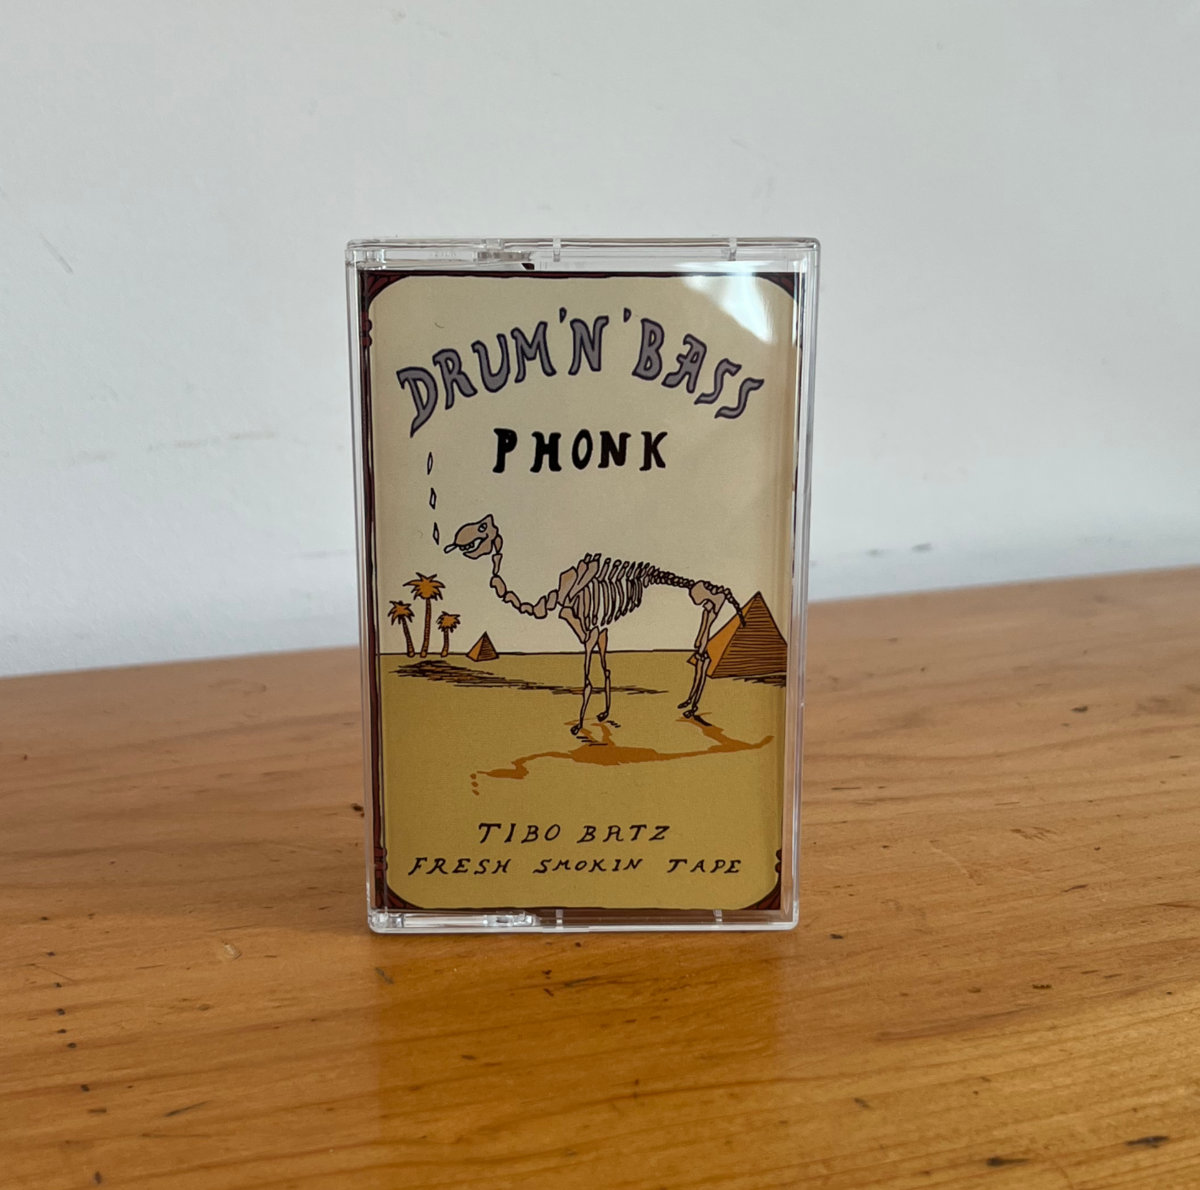 DRUM'N'BASS
PHONK
TIBO BATZ
FRESH SMOKIN TAPE